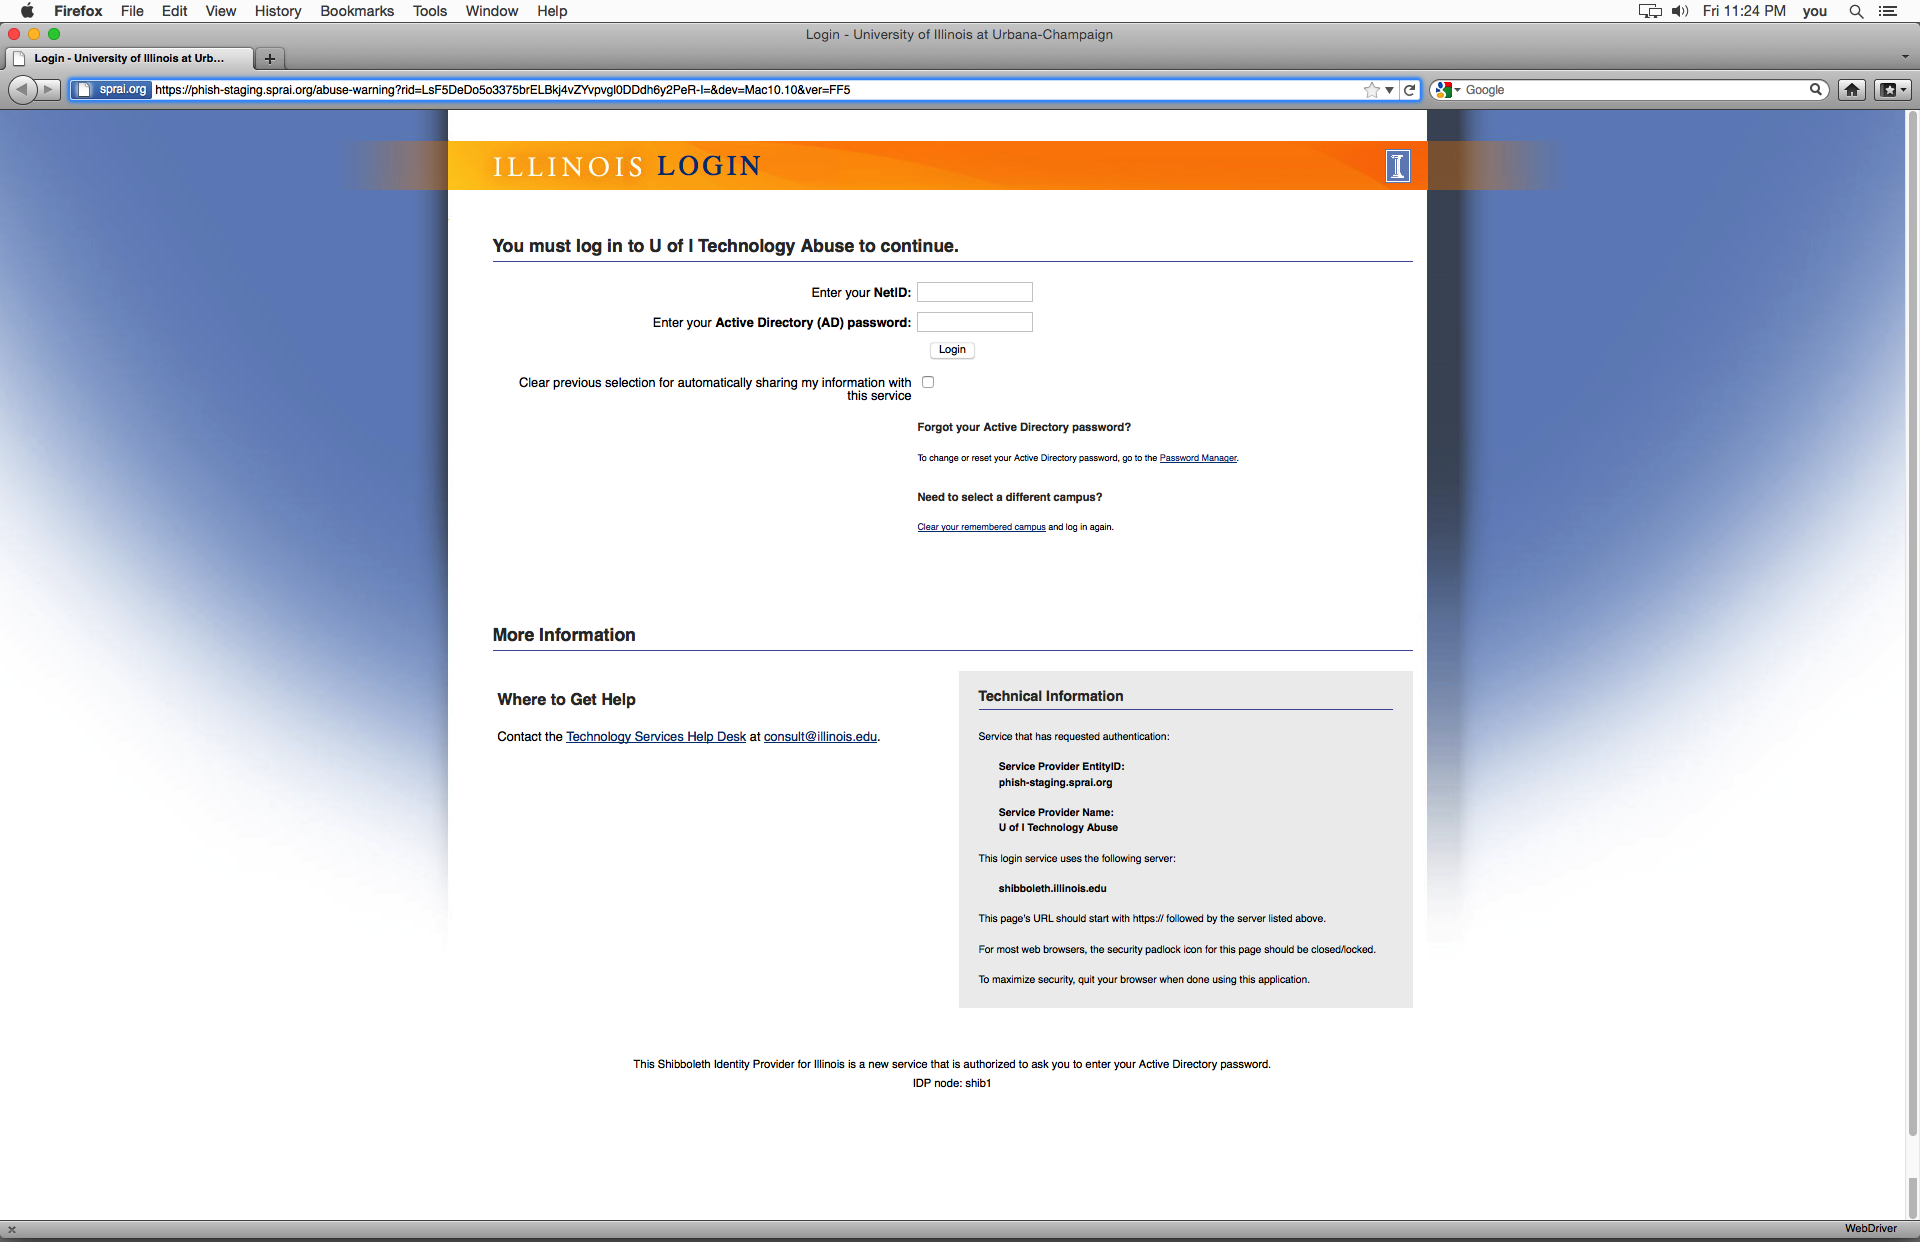 Firefox File Edit View History Bookmarks Tools Window Help
Fri 11:24 PM you
Login - University of Illinois at Urbana-Champaign
Login - University of Illinois at Urb...
sprai.org https://phish-staging.sprai.org/abuse-warning?rid=LsF5DeDo5o3375brELBkj4vZYvpvgl0DDdh6y2PeR-I=&dev=Mac10.10&ver=FF5
Google
ILLINOIS LOGIN
You must log in to U of I Technology Abuse to continue.
Enter your NetID:
Enter your Active Directory (AD) password:
Login
Clear previous selection for automatically sharing my information with
this service
Forgot your Active Directory password?
To change or reset your Active Directory password, go to the Password Manager.
Need to select a different campus?
Clear your remembered campus and log in again.
More Information
Where to Get Help
Contact the Technology Services Help Desk at consult@illinois.edu.
Technical Information
Service that has requested authentication:
Service Provider EntityID:
phish-staging.sprai.org
Service Provider Name:
U of I Technology Abuse
This login service uses the following server:
shibboleth.illinois.edu
This page's URL should start with https:// followed by the server listed above.
For most web browsers, the security padlock icon for this page should be closed/locked.
To maximize security, quit your browser when done using this application.
This Shibboleth Identity Provider for Illinois is a new service that is authorized to ask you to enter your Active Directory password.
IDP node: shib1
WebDriver